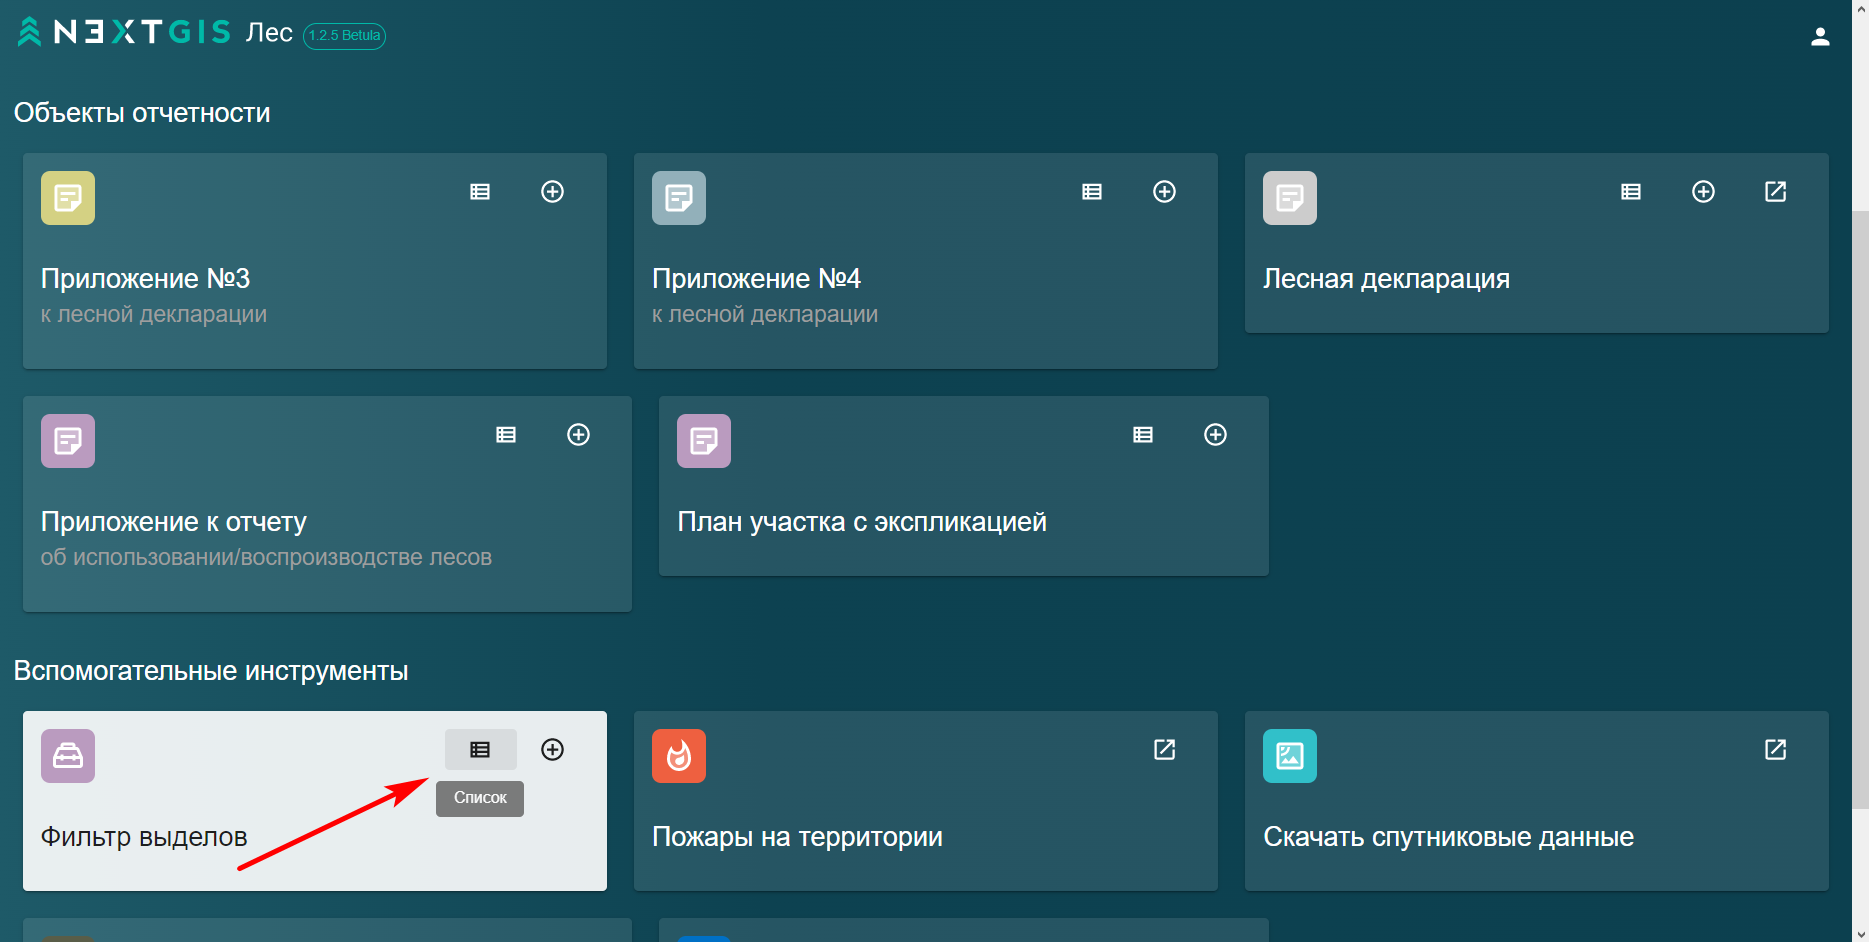 NEXTGIS Лес 1.2.5 Betula
Объекты отчетности
Приложение №3
к лесной декларации
Приложение №4
к лесной декларации
Лесная декларация
Приложение к отчету
об использовании/воспроизводстве лесов
План участка с экспликацией
Вспомогательные инструменты
Список
Фильтр выделов
Пожары на территории
Скачать спутниковые данные